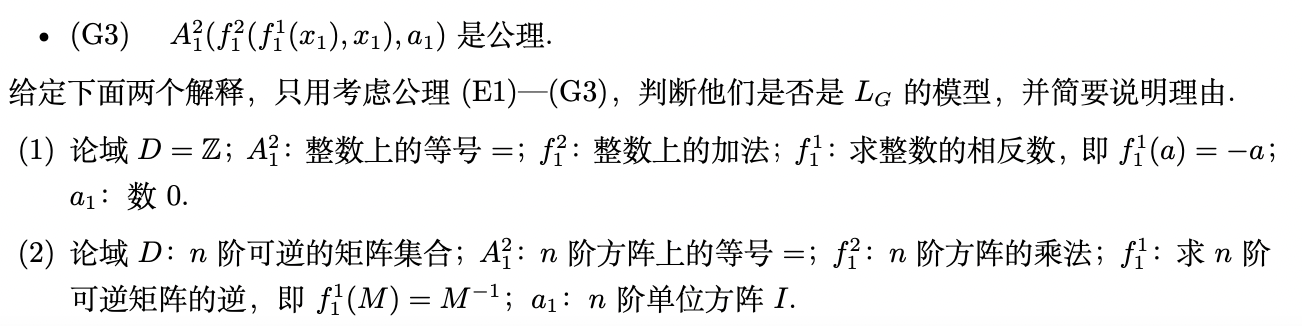 • (G3) $A_1^2(f_1^2(f_1^1(x_1), x_1), a_1)$ 是公理.
给定下面两个解释，只用考虑公理 (E1)—(G3)，判断他们是否是 $L_G$ 的模型，并简要说明理由.
(1) 论域 $D = \mathbb{Z}$; $A_1^2$: 整数上的等号 =; $f_1^2$: 整数上的加法; $f_1^1$: 求整数的相反数，即 $f_1^1(a) = -a$;
$a_1$: 数 0.
(2) 论域 $D$: $n$ 阶可逆的矩阵集合; $A_1^2$: $n$ 阶方阵上的等号 =; $f_1^2$: $n$ 阶方阵的乘法; $f_1^1$: 求 $n$ 阶
可逆矩阵的逆，即 $f_1^1(M) = M^{-1}$; $a_1$: $n$ 阶单位方阵 $I$.